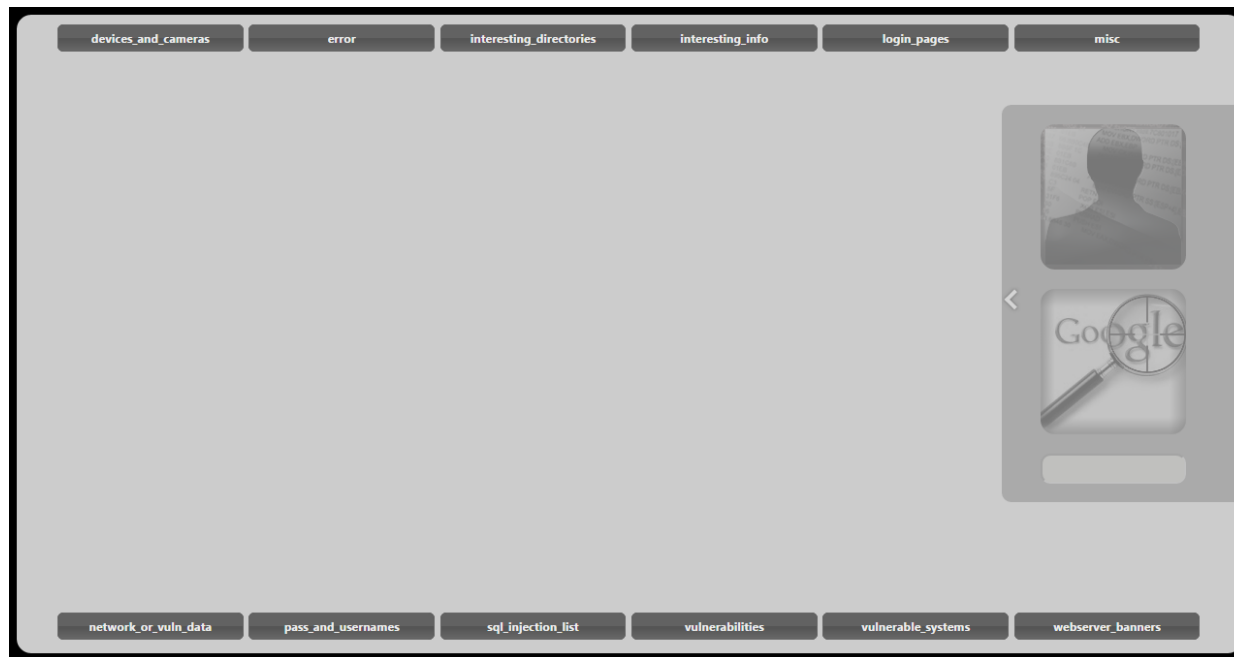 devices_and_cameras
error
interesting_directories
interesting_info
login_pages
misc
Google
network_or_vuln_data
pass_and_usernames
sql_injection_list
vulnerabilities
vulnerable_systems
webserver_banners